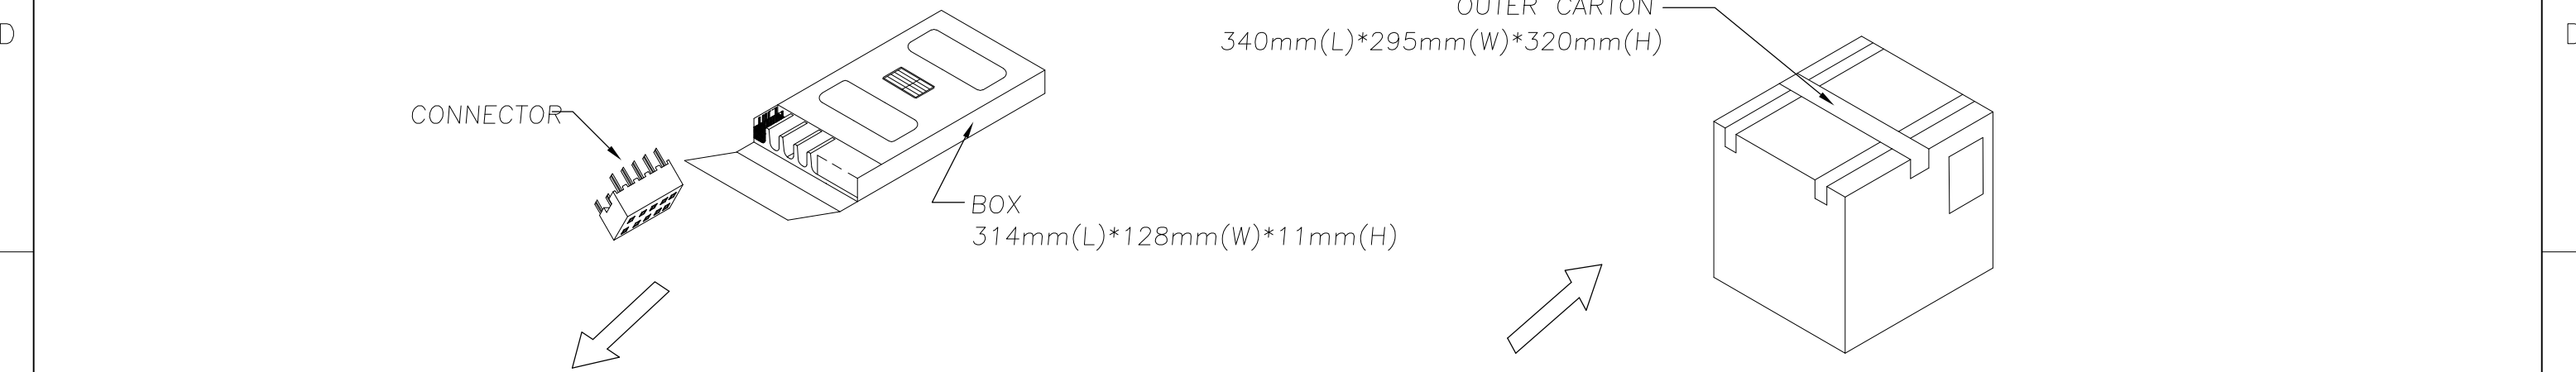 D
OUTER CARTON
340mm(L)*295mm(W)*320mm(H)
D
CONNECTOR
BOX
314mm(L)*128mm(W)*11mm(H)